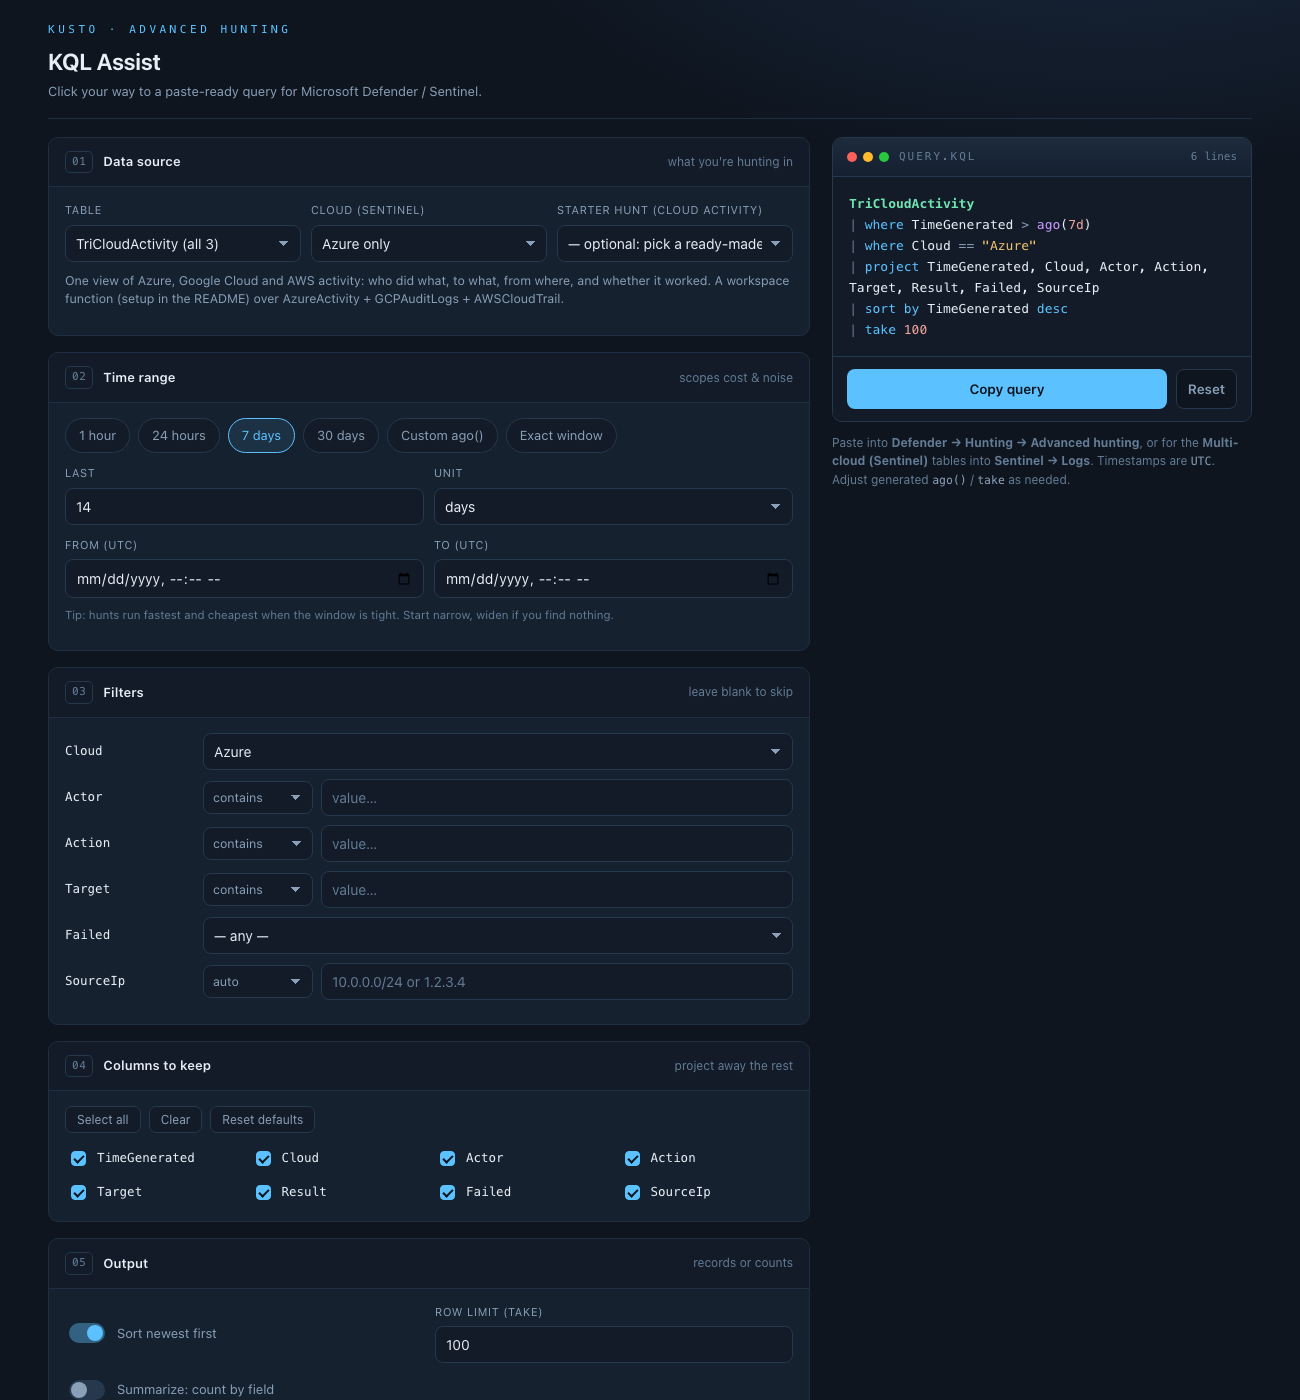 KUSTO · ADVANCED HUNTING
KQL Assist
Click your way to a paste-ready query for Microsoft Defender / Sentinel.
01 Data source what you're hunting in
TABLE CLOUD (SENTINEL) STARTER HUNT (CLOUD ACTIVITY)
TriCloudActivity (all 3) Azure only — optional: pick a ready-made
One view of Azure, Google Cloud and AWS activity: who did what, to what, from where, and whether it worked. A workspace
function (setup in the README) over AzureActivity + GCPAuditLogs + AWSCloudTrail.
02 Time range scopes cost & noise
1 hour 24 hours 7 days 30 days Custom ago() Exact window
LAST UNIT
14 days
FROM (UTC) TO (UTC)
mm/dd/yyyy, --:-- -- mm/dd/yyyy, --:-- --
Tip: hunts run fastest and cheapest when the window is tight. Start narrow, widen if you find nothing.
03 Filters leave blank to skip
Cloud Azure
Actor contains value...
Action contains value...
Target contains value...
Failed — any —
SourceIp auto 10.0.0.0/24 or 1.2.3.4
04 Columns to keep project away the rest
Select all Clear Reset defaults
TimeGenerated Cloud Actor Action
Target Result Failed SourceIp
05 Output records or counts
ROW LIMIT (TAKE)
Sort newest first 100
Summarize: count by field
QUERY.KQL 6 lines
TriCloudActivity
| where TimeGenerated > ago(7d)
| where Cloud == "Azure"
| project TimeGenerated, Cloud, Actor, Action,
Target, Result, Failed, SourceIp
| sort by TimeGenerated desc
| take 100
Copy query Reset
Paste into Defender → Hunting → Advanced hunting, or for the Multi-
cloud (Sentinel) tables into Sentinel → Logs. Timestamps are UTC.
Adjust generated ago() / take as needed.